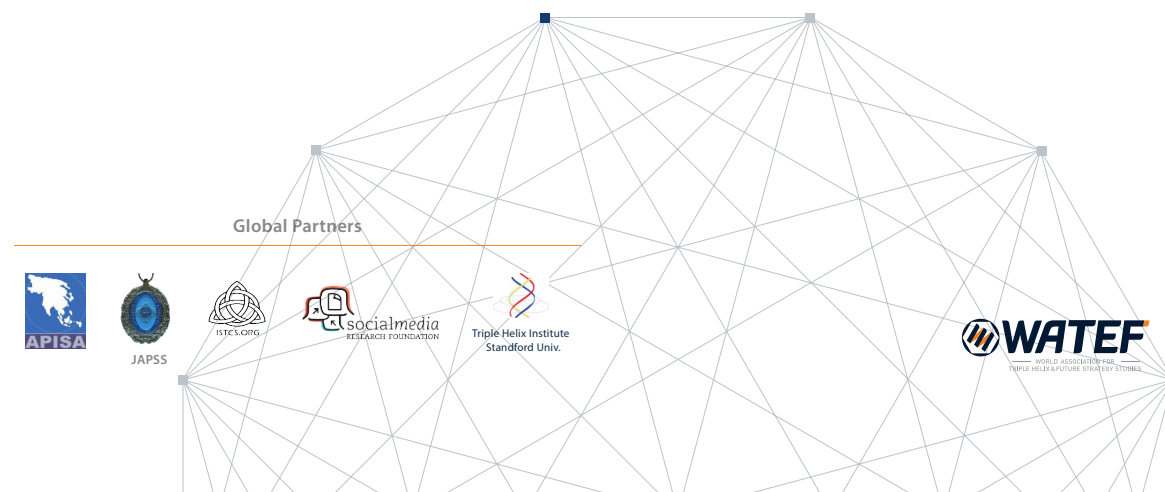 Global Partners
APISA
JAPSS
ISTCS.ORG
socialmedia
RESEARCH FOUNDATION
Triple Helix Institute
Standford Univ.
WATEF
WORLD ASSOCIATION FOR
TRIPLE HELIX & FUTURE STRATEGY STUDIES